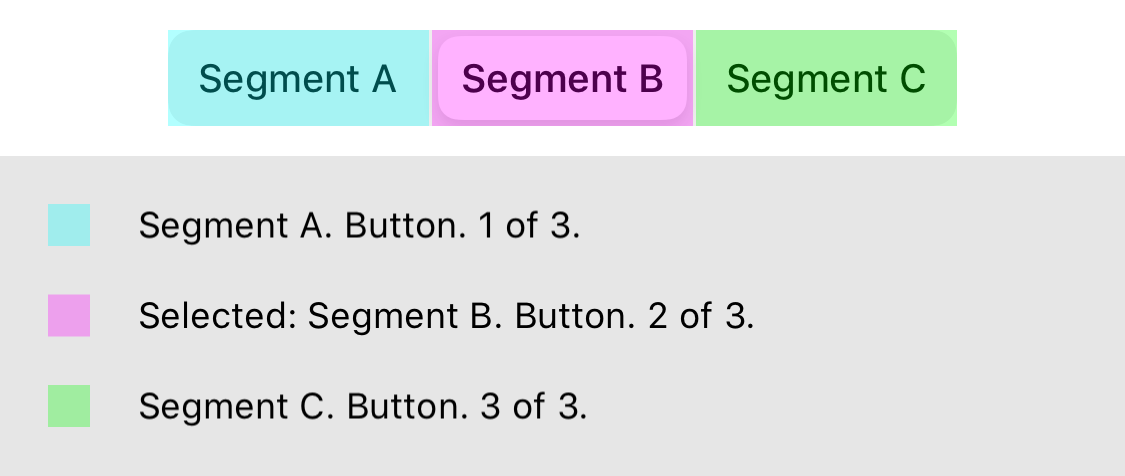 Segment A Segment B Segment C
Segment A. Button. 1 of 3.
Selected: Segment B. Button. 2 of 3.
Segment C. Button. 3 of 3.